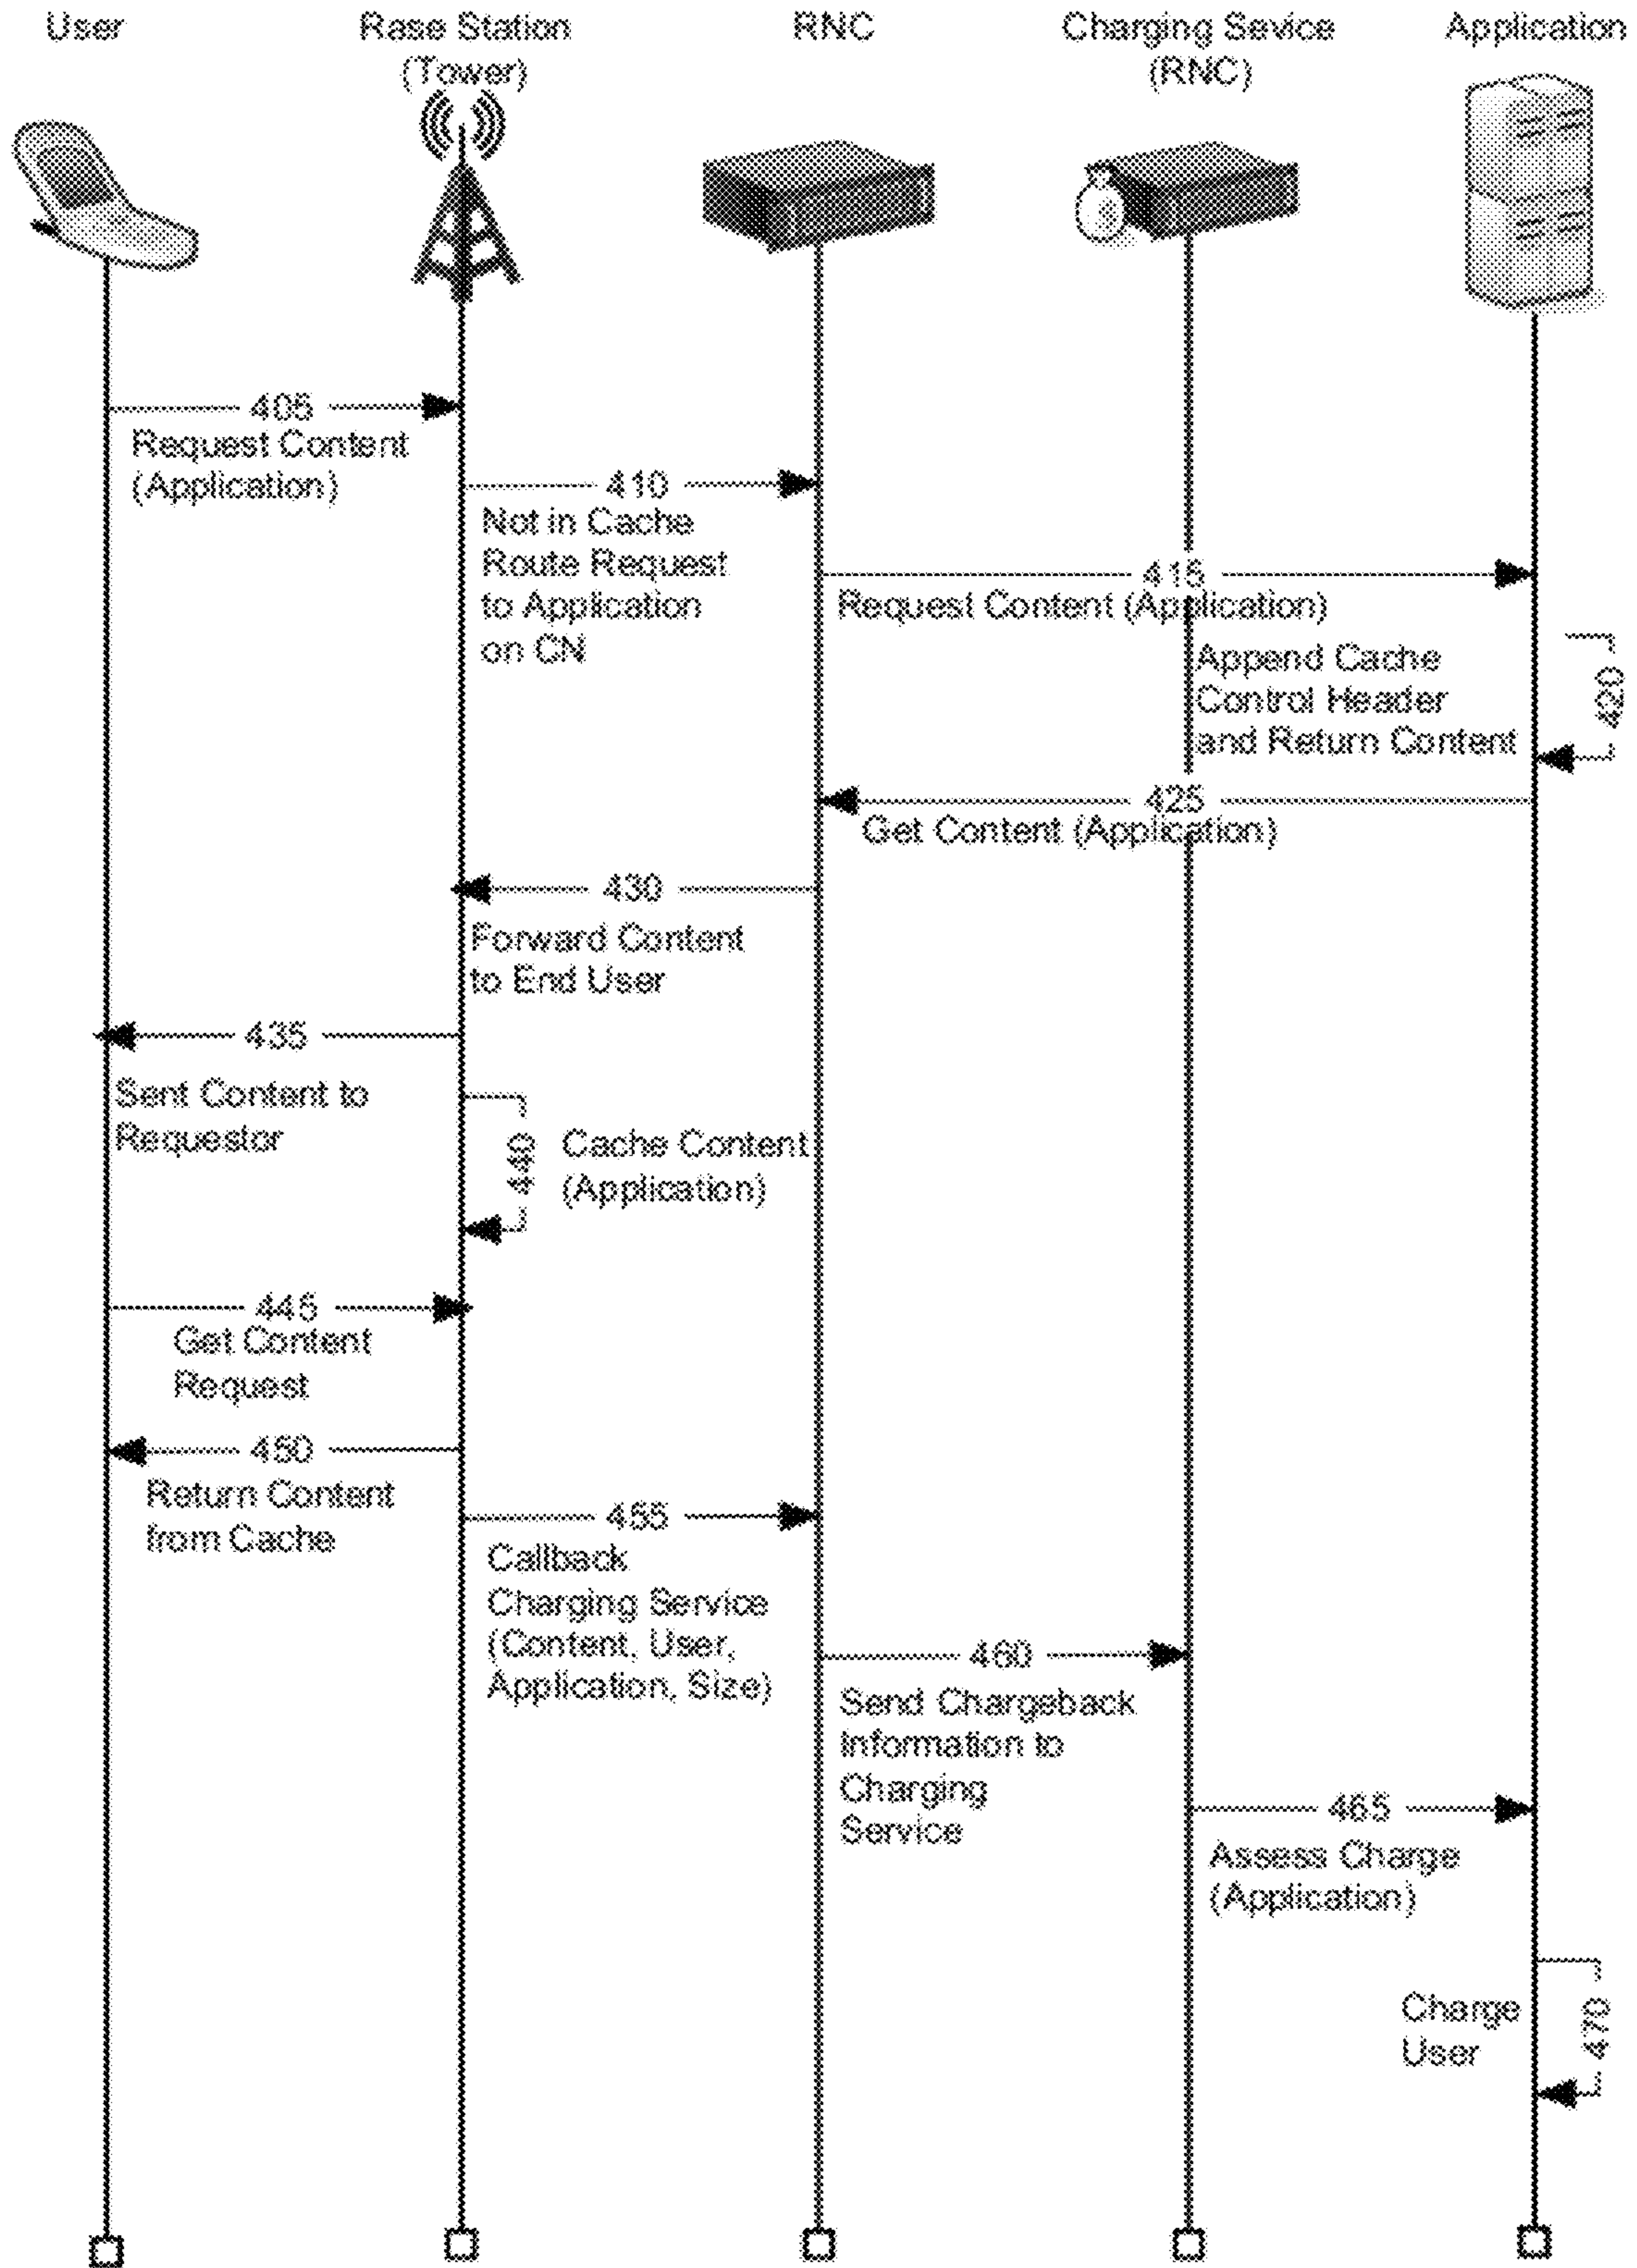 User
Rase Station
(Tower)
RNC
Charging Sevice
(RNC)
Application
405
Request Content
(Application)
410
Not in Cache
Route Request
to Application
on CN
415
Request Content (Application)
Append Cache
Control Header
and Return Content
420
425
Get Content (Application)
430
Forward Content
to End User
435
Sent Content to
Requestor
440
Cache Content
(Application)
445
Get Content
Request
450
Return Content
from Cache
455
Callback
Charging Service
(Content, User,
Application, Size)
460
Send Chargeback
Information to
Charging
Service
465
Assess Charge
(Application)
Charge
User
470